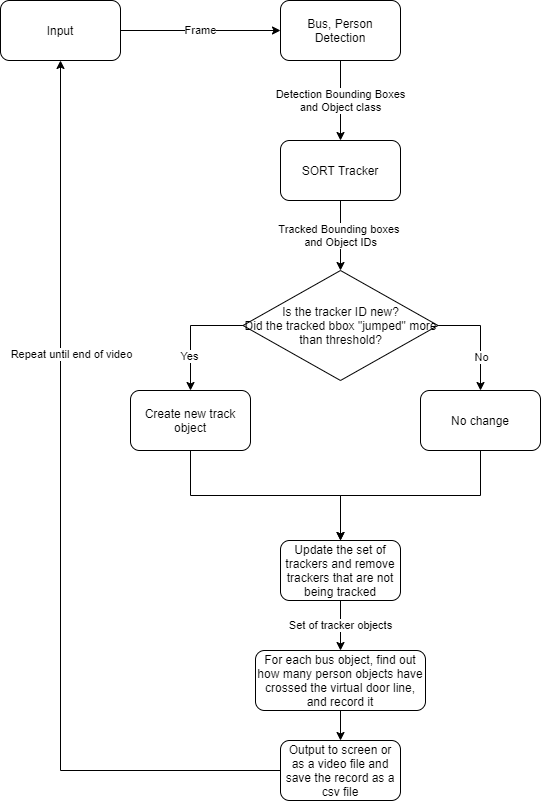 Input
Frame
Bus, Person
Detection
Detection Bounding Boxes
and Object class
SORT Tracker
Tracked Bounding boxes
and Object IDs
Is the tracker ID new?
Did the tracked bbox "jumped" more
than threshold?
Repeat until end of video
Yes
No
Create new track
object
No change
Update the set of
trackers and remove
trackers that are not
being tracked
Set of tracker objects
For each bus object, find out
how many person objects have
crossed the virtual door line,
and record it
Output to screen or
as a video file and
save the record as a
csv file